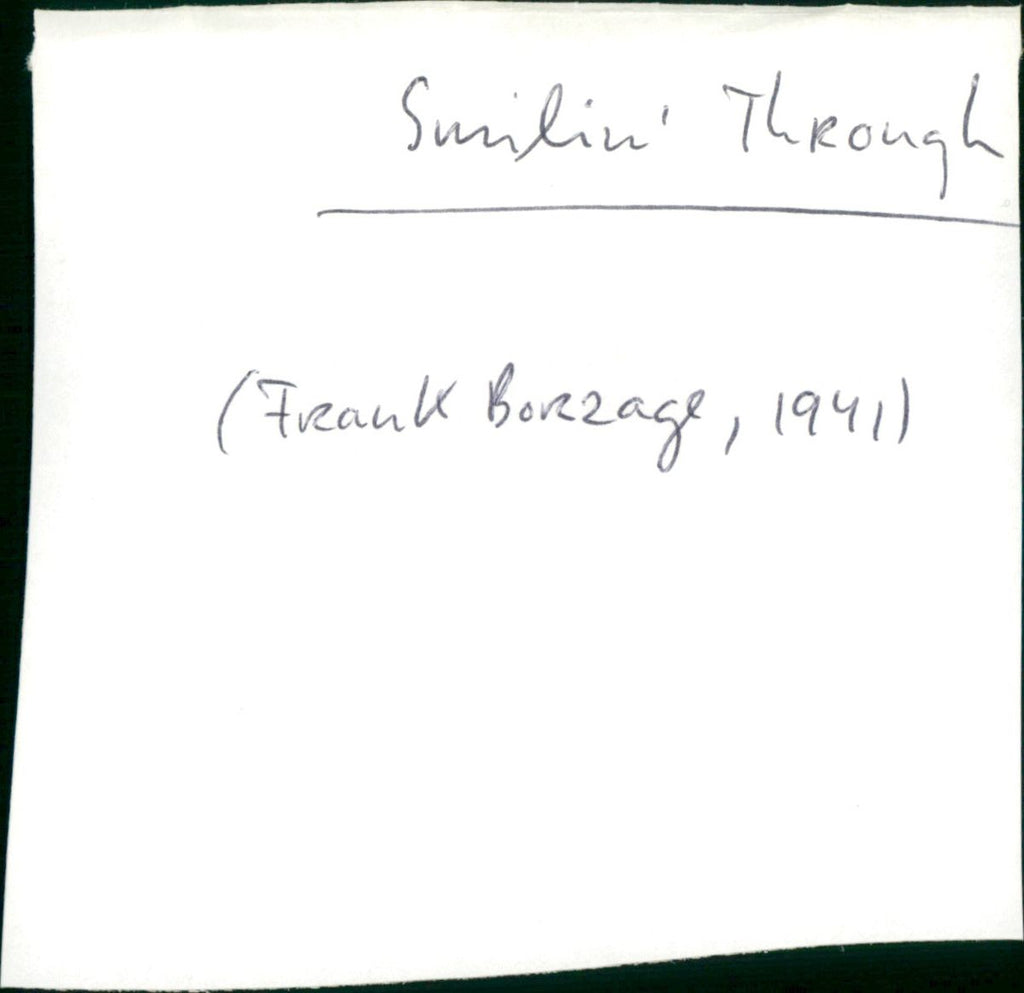 Smilin' Through
(Frank Borzage, 1941)